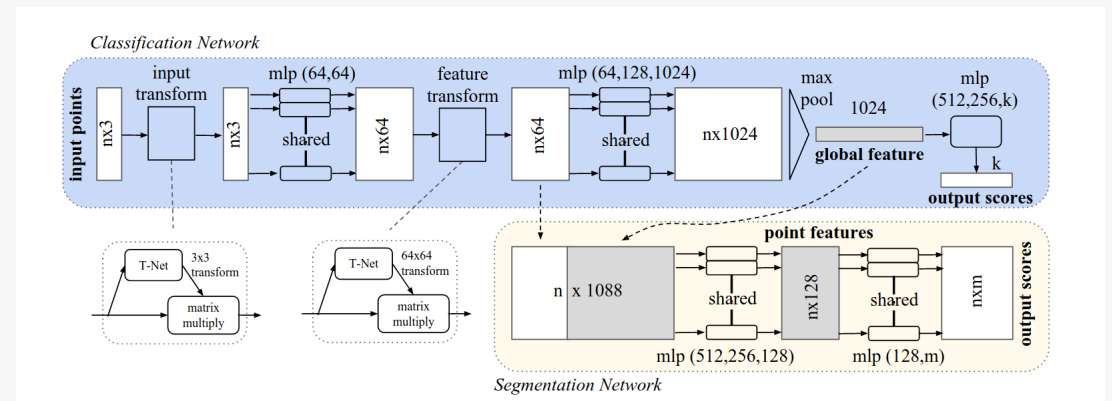 Classification Network
input points
nx3
input
transform
nx3
mlp (64,64)
shared
nx64
feature
transform
nx64
mlp (64,128,1024)
shared
nx1024
max
pool
1024
global feature
mlp
(512,256,k)
k
output scores
T-Net
3x3
transform
matrix
multiply
T-Net
64x64
transform
matrix
multiply
point features
n x 1088
shared
mlp (512,256,128)
nx128
shared
mlp (128,m)
nxm
output scores
Segmentation Network